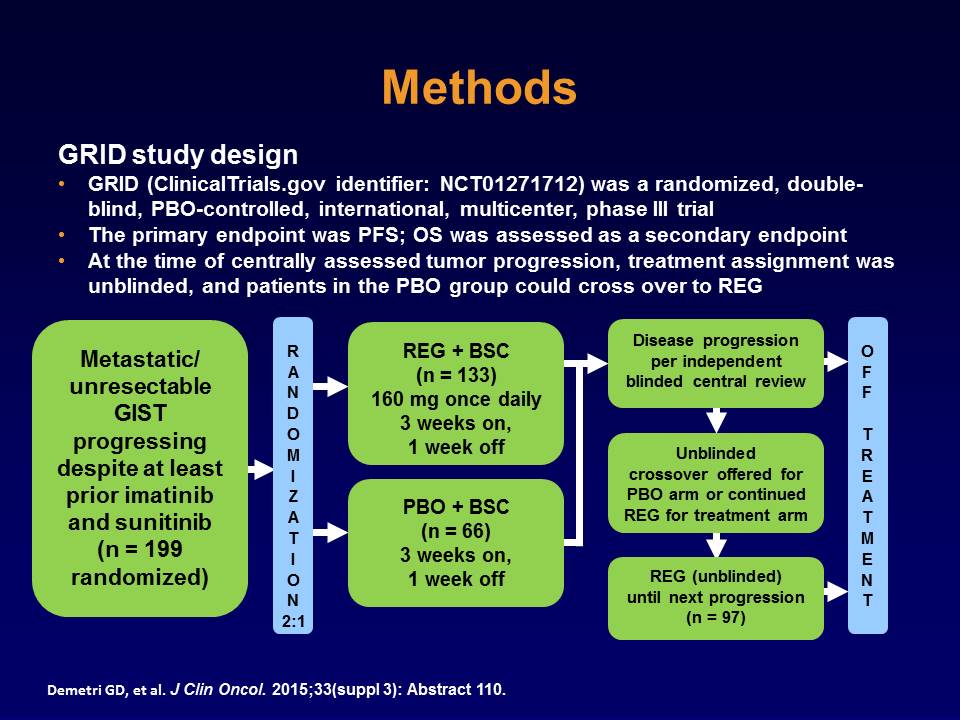 Methods
GRID study design
• GRID (ClinicalTrials.gov identifier: NCT01271712) was a randomized, double-
blind, PBO-controlled, international, multicenter, phase III trial
• The primary endpoint was PFS; OS was assessed as a secondary endpoint
• At the time of centrally assessed tumor progression, treatment assignment was
unblinded, and patients in the PBO group could cross over to REG
Metastatic/
unresectable
GIST
progressing
despite at least
prior imatinib
and sunitinib
(n = 199
randomized)
R
A
N
D
O
M
I
Z
A
T
I
O
N
2:1
REG + BSC
(n = 133)
160 mg once daily
3 weeks on,
1 week off
PBO + BSC
(n = 66)
3 weeks on,
1 week off
Disease progression
per independent
blinded central review
Unblinded
crossover offered for
PBO arm or continued
REG for treatment arm
REG (unblinded)
until next progression
(n = 97)
O
F
F
T
R
E
A
T
M
E
N
T
Demetri GD, et al. J Clin Oncol. 2015;33(suppl 3): Abstract 110.